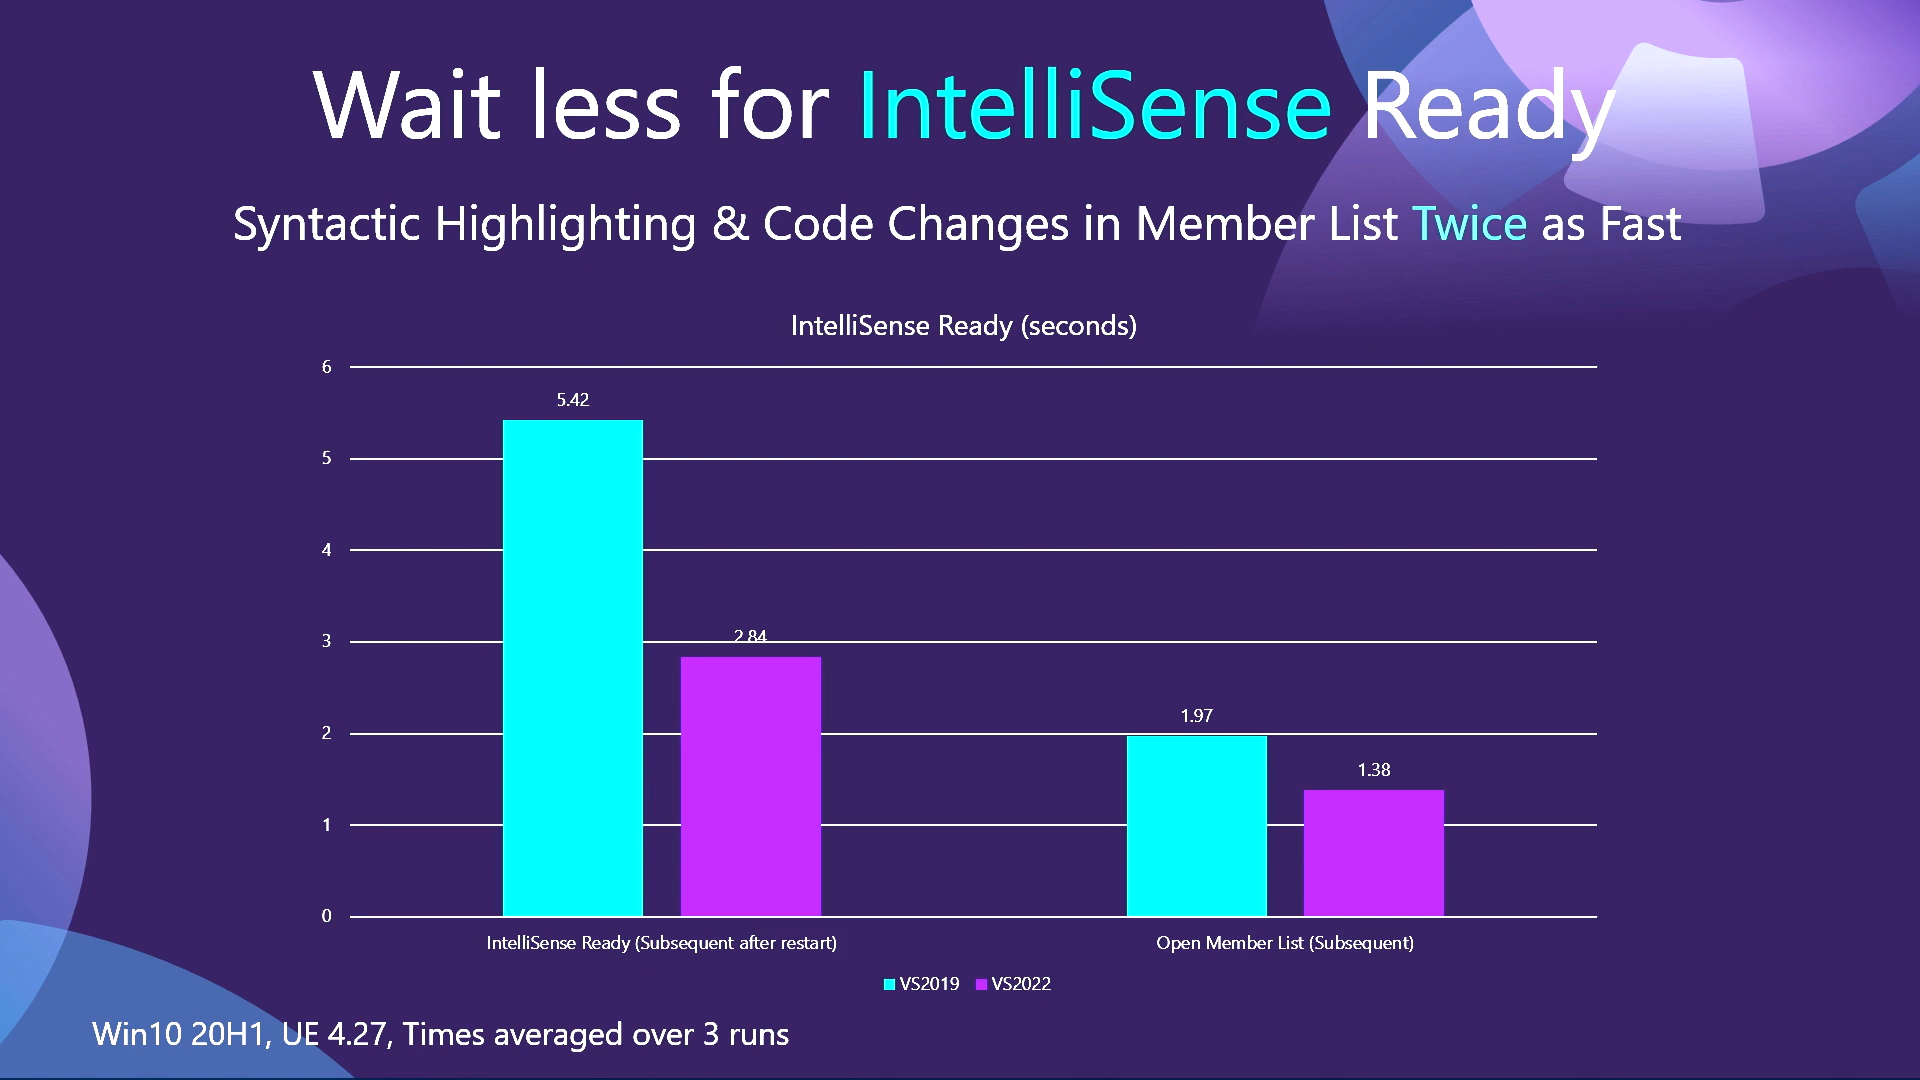 Wait less for IntelliSense Ready
Syntactic Highlighting & Code Changes in Member List Twice as Fast
IntelliSense Ready (seconds)
6
5.42
5
4
3
2.84
2
1.97
1.38
1
0
IntelliSense Ready (Subsequent after restart)
Open Member List (Subsequent)
VS2019 VS2022
Win10 20H1, UE 4.27, Times averaged over 3 runs